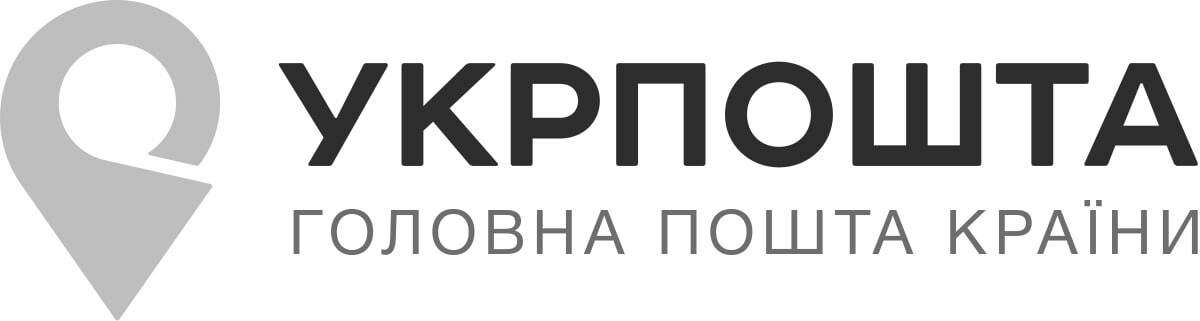 УКРПОШТА
ГОЛОВНА ПОШТА КРАЇНИ